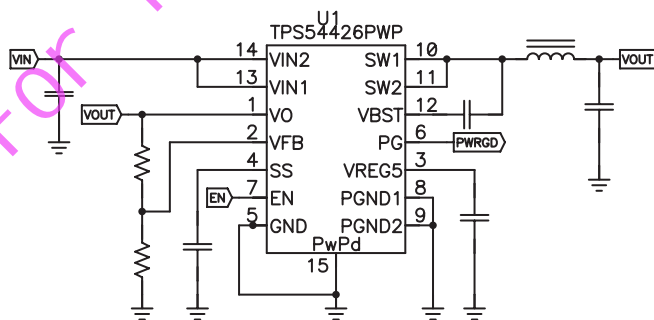 for
U1
TPS54426PWP
VIN
14 VIN2 SW1 10
VOUT
13 VIN1 SW2 11
1 VO VBST 12
VOUT
2 VFB PG 6
PWRGD
4 SS VREG5 3
7 EN PGND1 8
EN
5 GND PGND2 9
PwPd
15